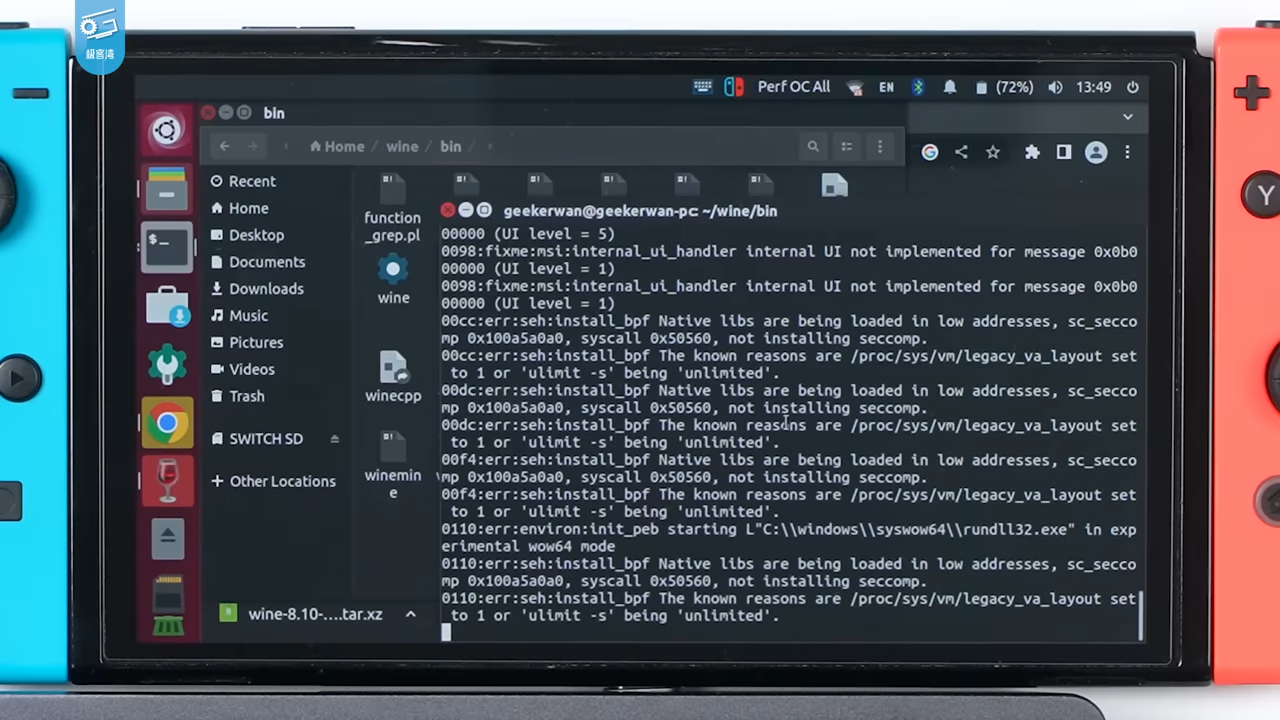 极客湾
Perf OC All
EN
(72%)
13:49
bin
Home / wine / bin /
Recent
Home
Desktop
Documents
Downloads
Music
Pictures
Videos
Trash
SWITCH SD
+ Other Locations
function
_grep.pl
wine
winecpp
winemin
e
wine-8.10-....tar.xz
geekerwan@geekerwan-pc: ~/wine/bin
00000 (UI level = 5)
0098:fixme:msi:internal_ui_handler internal UI not implemented for message 0x0b0
00000 (UI level = 1)
0098:fixme:msi:internal_ui_handler internal UI not implemented for message 0x0b0
00000 (UI level = 1)
00cc:err:seh:install_bpf Native libs are being loaded in low addresses, sc_secco
mp 0x100a5a0a0, syscall 0x50560, not installing seccomp.
00cc:err:seh:install_bpf The known reasons are /proc/sys/vm/legacy_va_layout set
to 1 or 'ulimit -s' being 'unlimited'.
00dc:err:seh:install_bpf Native libs are being loaded in low addresses, sc_secco
mp 0x100a5a0a0, syscall 0x50560, not installing seccomp.
00dc:err:seh:install_bpf The known reasons are /proc/sys/vm/legacy_va_layout set
to 1 or 'ulimit -s' being 'unlimited'.
00f4:err:seh:install_bpf Native libs are being loaded in low addresses, sc_secco
mp 0x100a5a0a0, syscall 0x50560, not installing seccomp.
00f4:err:seh:install_bpf The known reasons are /proc/sys/vm/legacy_va_layout set
to 1 or 'ulimit -s' being 'unlimited'.
0110:err:environ:init_peb starting L"C:\\windows\\syswow64\\rundll32.exe" in exp
erimental wow64 mode
0110:err:seh:install_bpf Native libs are being loaded in low addresses, sc_secco
mp 0x100a5a0a0, syscall 0x50560, not installing seccomp.
0110:err:seh:install_bpf The known reasons are /proc/sys/vm/legacy_va_layout set
to 1 or 'ulimit -s' being 'unlimited'.
Y